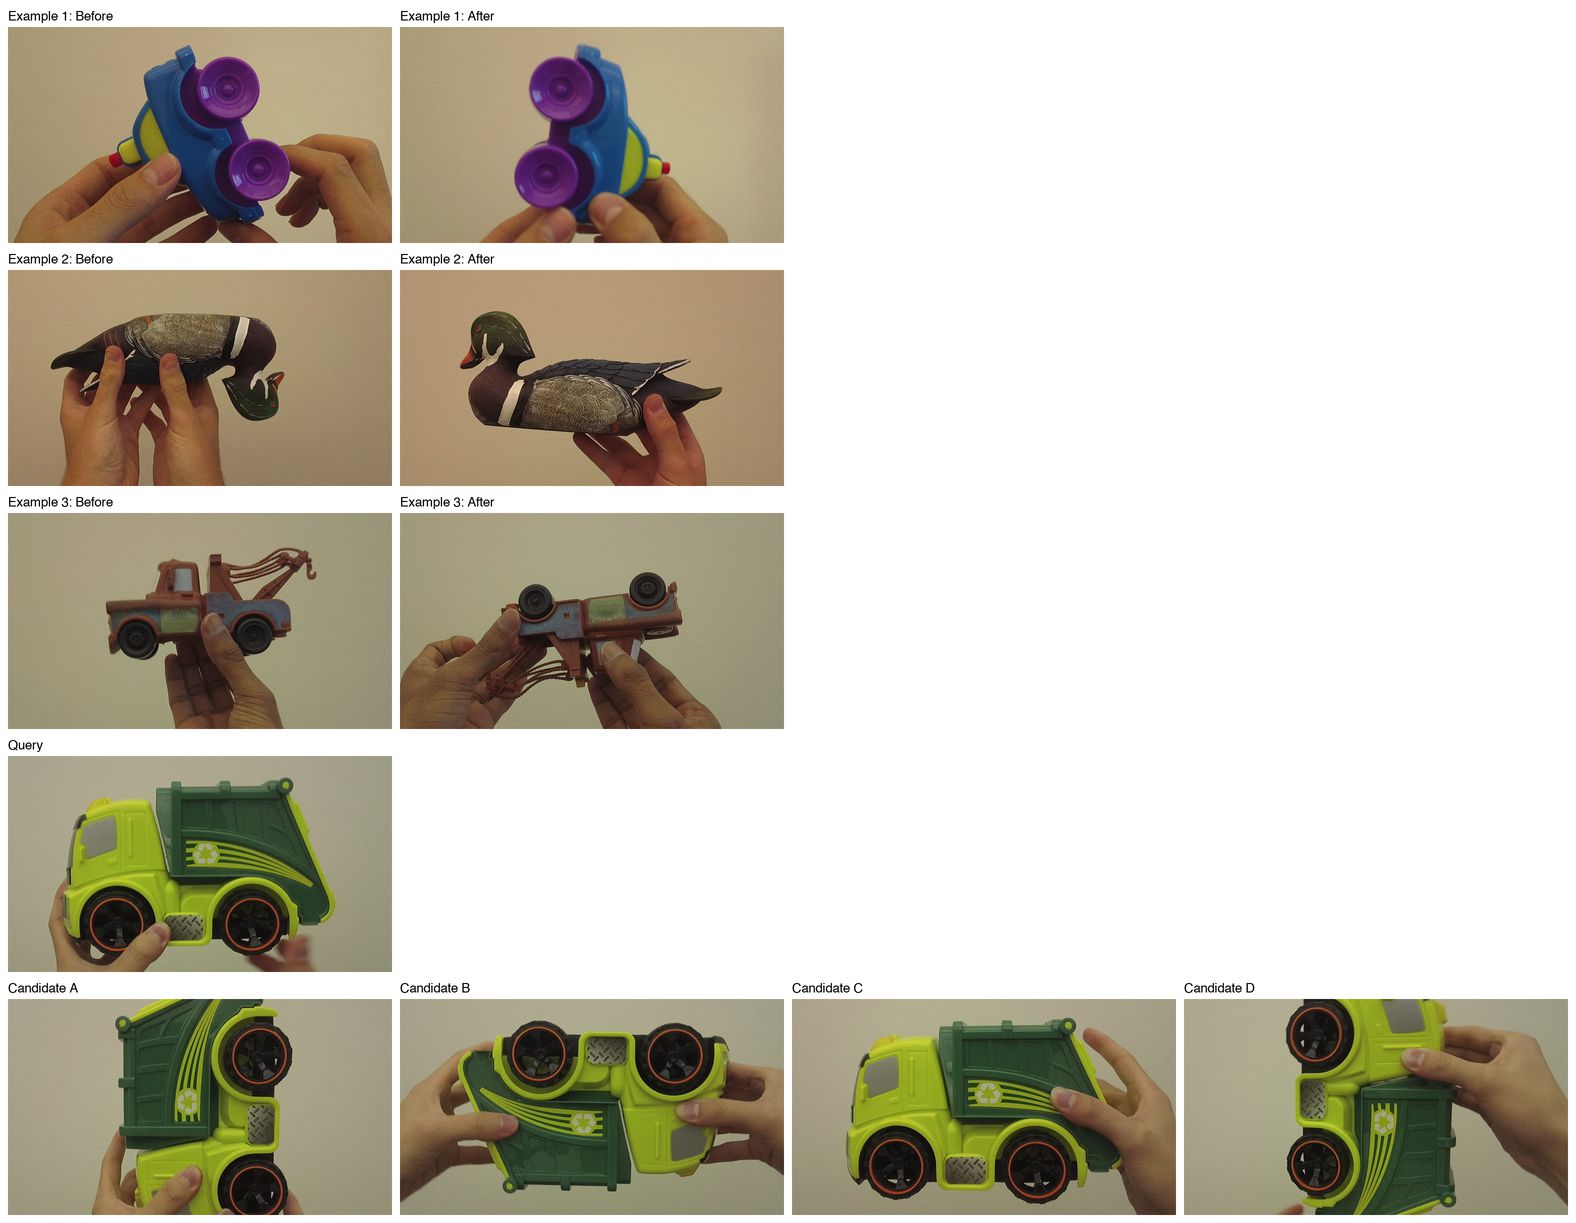 Example 1: Before
Example 1: After
Example 2: Before
Example 2: After
Example 3: Before
Example 3: After
Query
Candidate A
Candidate B
Candidate C
Candidate D